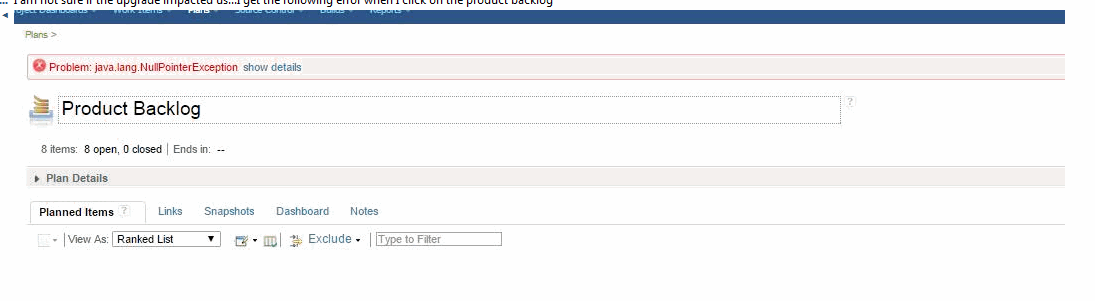 ... I am not sure if the upgrade impacted us...I get the following error when I click on the product backlog
Project Dashboards Work Items Plans Source Control Builds Reports
Plans >
Problem: java.lang.NullPointerException show details
Product Backlog ?
8 items: 8 open, 0 closed | Ends in: --
Plan Details
Planned Items ? Links Snapshots Dashboard Notes
View As: Ranked List Exclude Type to Filter